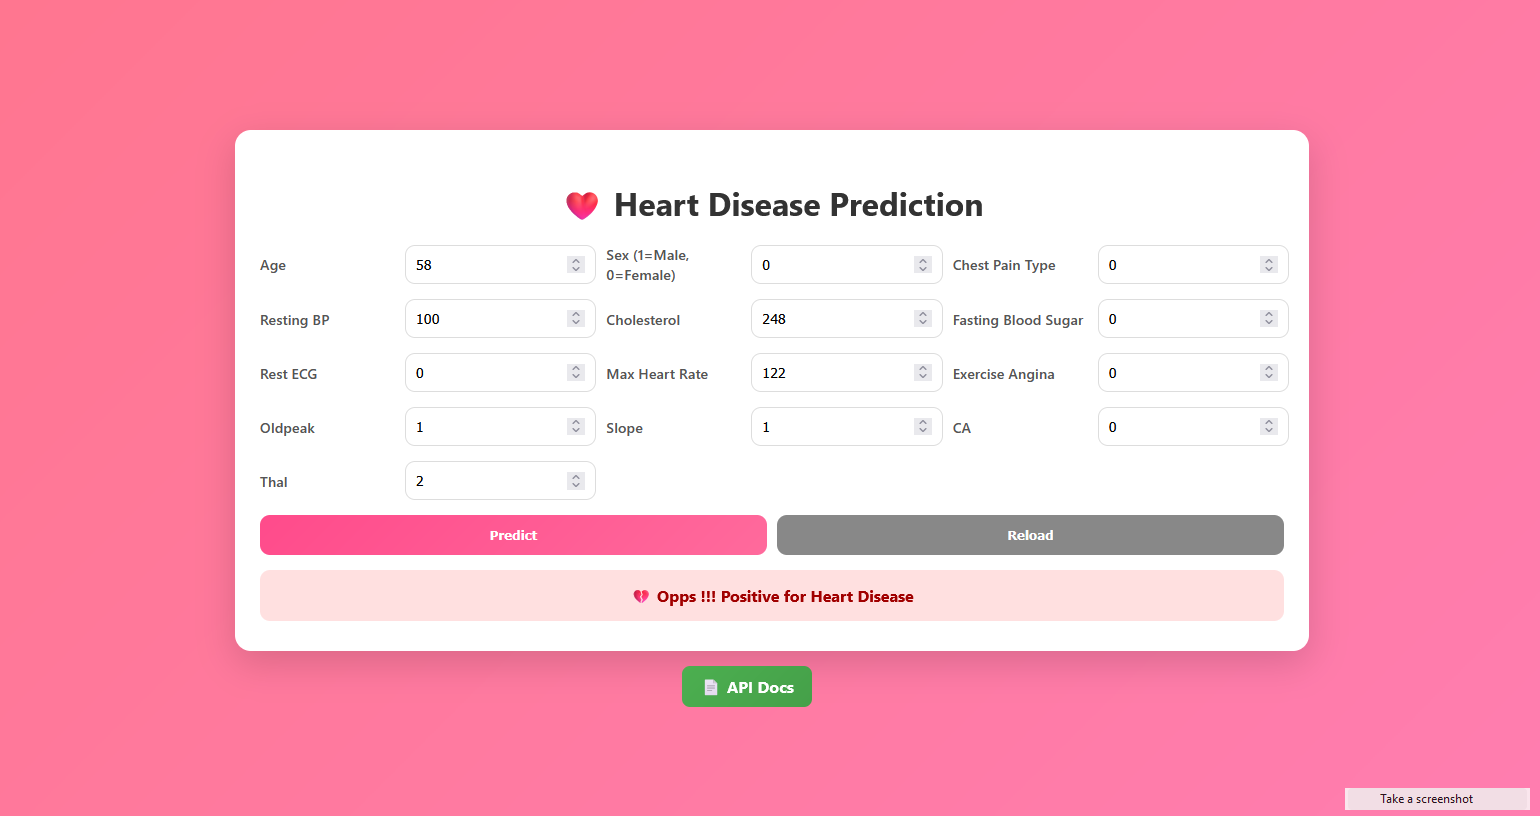 Heart Disease Prediction
Age
58
Sex (1=Male,
0=Female)
0
Chest Pain Type
0
Resting BP
100
Cholesterol
248
Fasting Blood Sugar
0
Rest ECG
0
Max Heart Rate
122
Exercise Angina
0
Oldpeak
1
Slope
1
CA
0
Thal
2
Predict
Reload
Opps !!! Positive for Heart Disease
API Docs
Take a screenshot